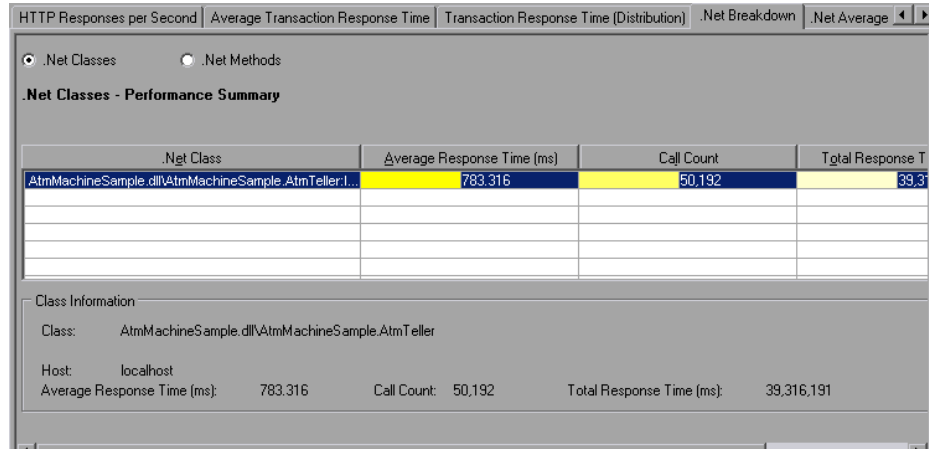 HTTP Responses per Second Average Transaction Response Time Transaction Response Time (Distribution) .Net Breakdown .Net Average
.Net Classes .Net Methods
.Net Classes - Performance Summary
.Net Class Average Response Time (ms) Call Count Total Response T
AtmMachineSample.dll\AtmMachineSample.AtmTeller:l... 783.316 50,192 39,31
Class Information
Class: AtmMachineSample.dll\AtmMachineSample.AtmTeller
Host: localhost
Average Response Time (ms): 783.316 Call Count: 50,192 Total Response Time (ms): 39,316,191